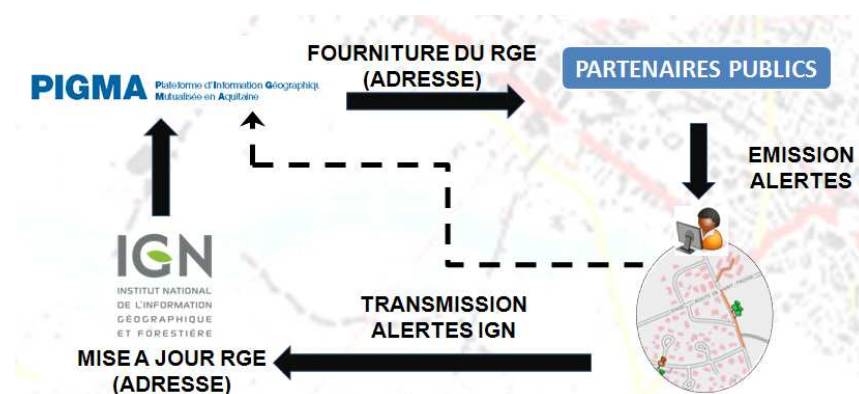 FOURNITURE DU RGE
(ADRESSE)
PARTENAIRES PUBLICS
PIGMA
Plateforme d'Information Géographiqu
Mutualisée en Aquitaine
EMISSION
ALERTES
IGN
INSTITUT NATIONAL
DE L'INFORMATION
GÉOGRAPHIQUE
ET FORESTIÈRE
TRANSMISSION
ALERTES IGN
MISE A JOUR RGE
(ADRESSE)